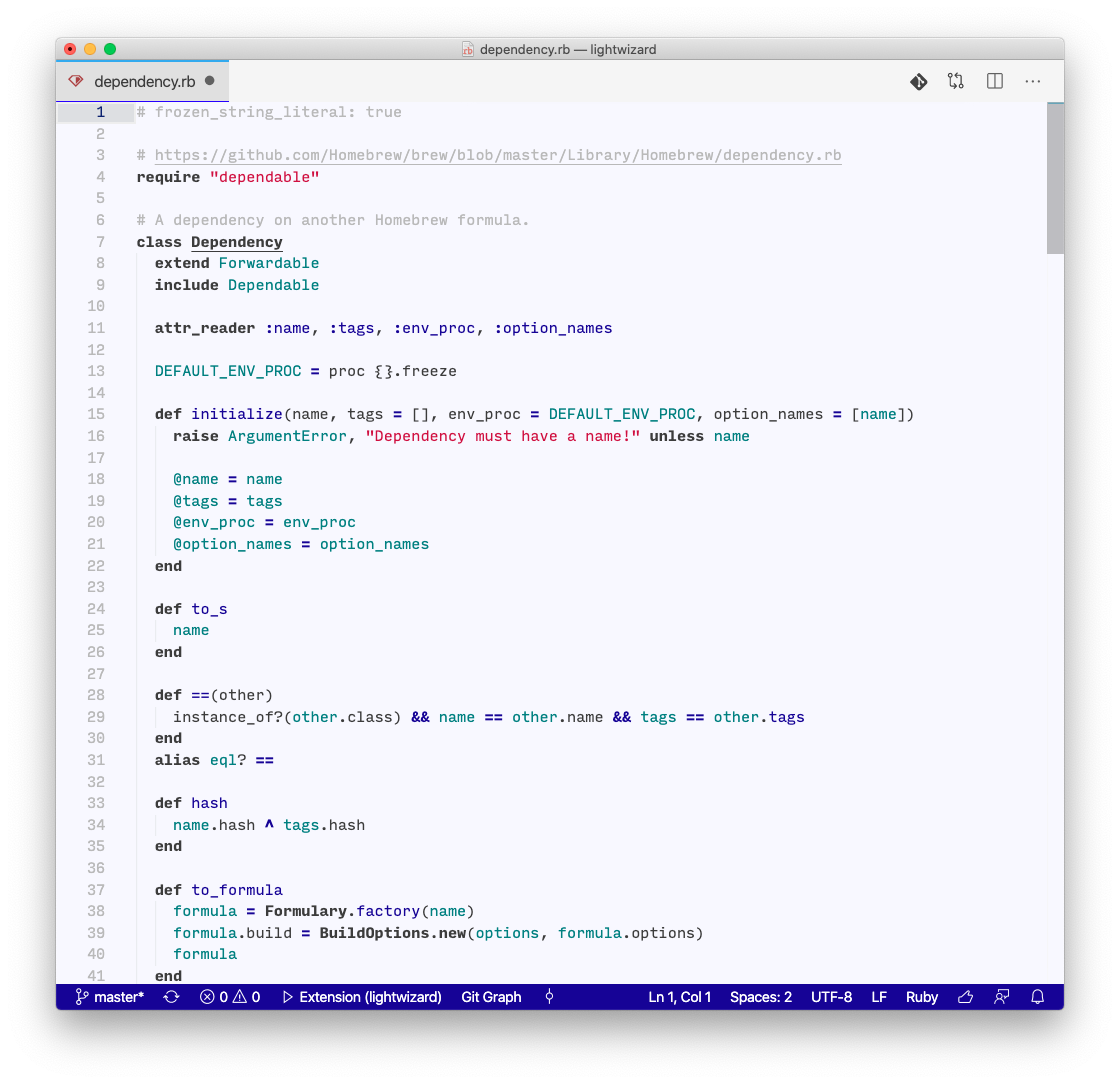 dependency.rb — lightwizard
dependency.rb
1 # frozen_string_literal: true
2
3 # https://github.com/Homebrew/brew/blob/master/Library/Homebrew/dependency.rb
4 require "dependable"
5
6 # A dependency on another Homebrew formula.
7 class Dependency
8   extend Forwardable
9   include Dependable
10
11   attr_reader :name, :tags, :env_proc, :option_names
12
13   DEFAULT_ENV_PROC = proc {}.freeze
14
15   def initialize(name, tags = [], env_proc = DEFAULT_ENV_PROC, option_names = [name])
16     raise ArgumentError, "Dependency must have a name!" unless name
17
18     @name = name
19     @tags = tags
20     @env_proc = env_proc
21     @option_names = option_names
22   end
23
24   def to_s
25     name
26   end
27
28   def ==(other)
29     instance_of?(other.class) && name == other.name && tags == other.tags
30   end
31   alias eql? ==
32
33   def hash
34     name.hash ^ tags.hash
35   end
36
37   def to_formula
38     formula = Formulary.factory(name)
39     formula.build = BuildOptions.new(options, formula.options)
40     formula
41   end
master* 0 0 Extension (lightwizard) Git Graph Ln 1, Col 1 Spaces: 2 UTF-8 LF Ruby